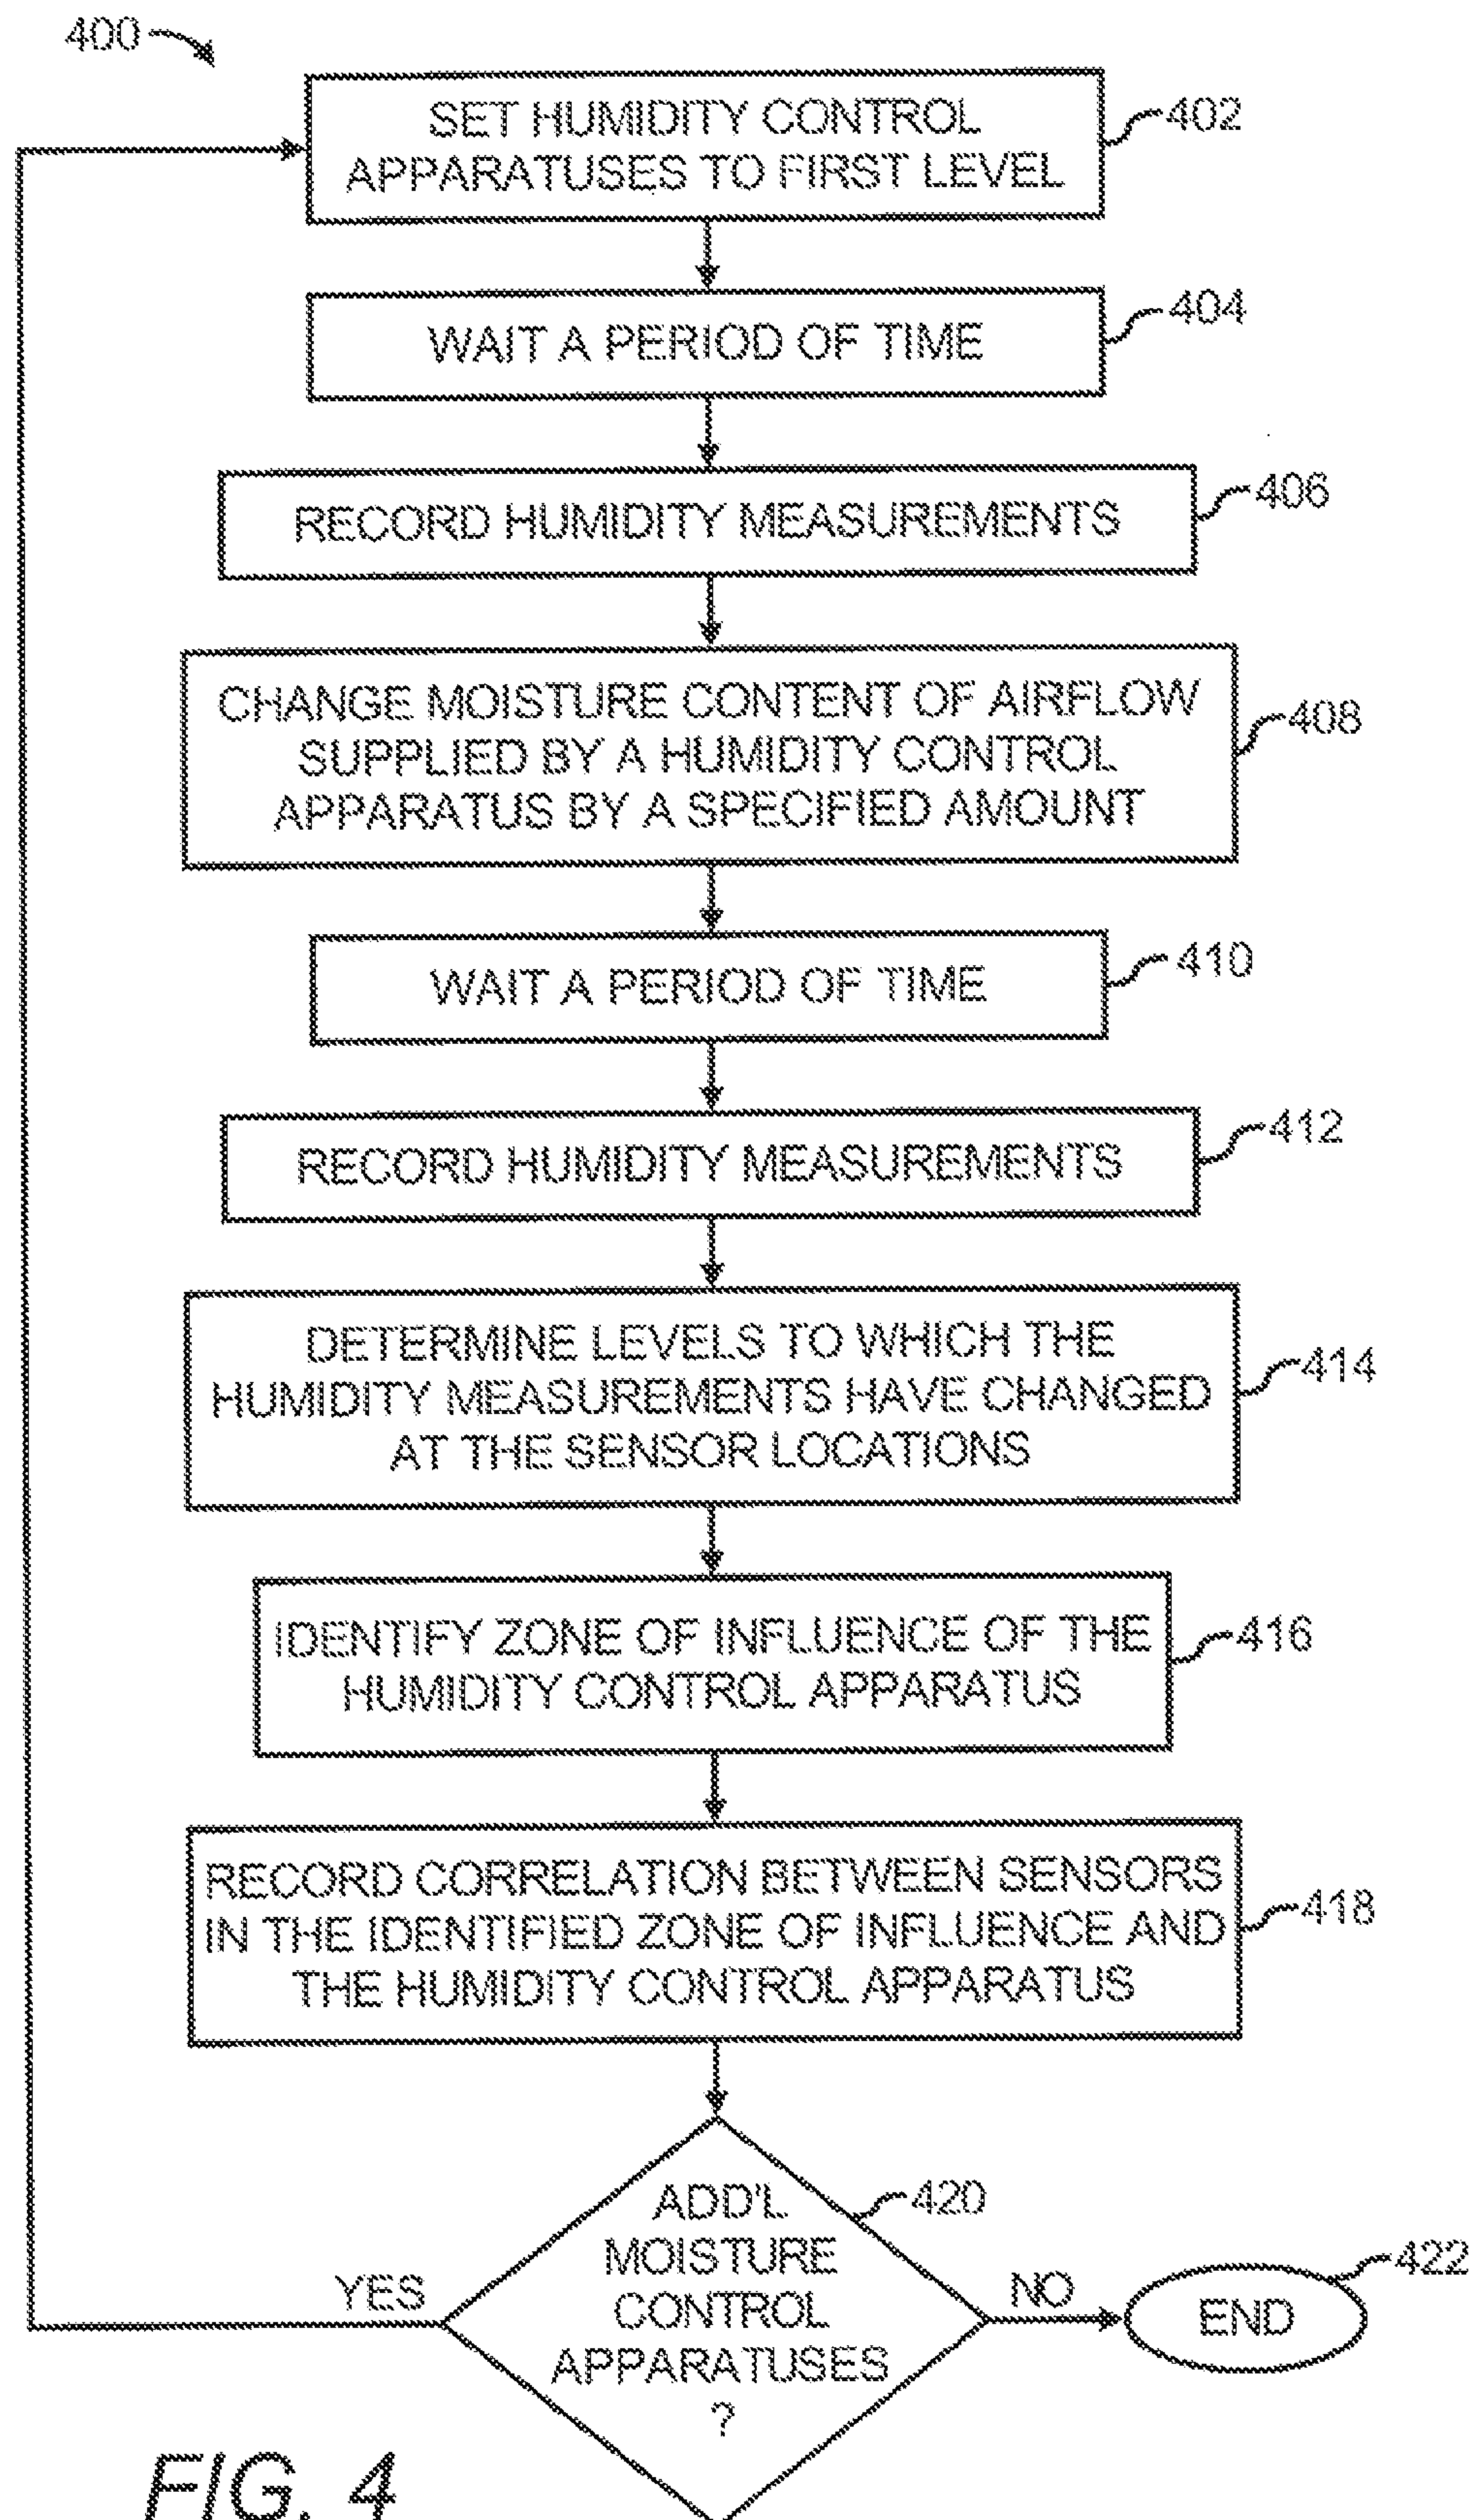 400
SET HUMIDITY CONTROL
APPARATUSES TO FIRST LEVEL
402
WAIT A PERIOD OF TIME
404
RECORD HUMIDITY MEASUREMENTS
406
CHANGE MOISTURE CONTENT OF AIRFLOW
SUPPLIED BY A HUMIDITY CONTROL
APPARATUS BY A SPECIFIED AMOUNT
408
WAIT A PERIOD OF TIME
410
RECORD HUMIDITY MEASUREMENTS
412
DETERMINE LEVELS TO WHICH THE
HUMIDITY MEASUREMENTS HAVE CHANGED
AT THE SENSOR LOCATIONS
414
IDENTIFY ZONE OF INFLUENCE OF THE
HUMIDITY CONTROL APPARATUS
416
RECORD CORRELATION BETWEEN SENSORS
IN THE IDENTIFIED ZONE OF INFLUENCE AND
THE HUMIDITY CONTROL APPARATUS
418
ADD'L
MOISTURE
CONTROL
APPARATUSES
?
420
YES
NO
END
422
FIG. 4